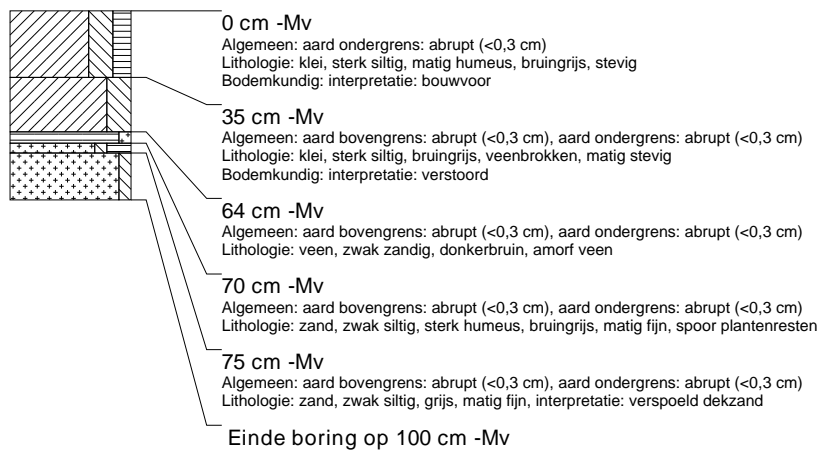 0 cm -Mv
Algemeen: aard ondergrens: abrupt (<0,3 cm)
Lithologie: klei, sterk siltig, matig humeus, bruingrijs, stevig
Bodemkundig: interpretatie: bouwvoor
35 cm -Mv
Algemeen: aard bovengrens: abrupt (<0,3 cm), aard ondergrens: abrupt (<0,3 cm)
Lithologie: klei, sterk siltig, bruingrijs, veenbrokken, matig stevig
Bodemkundig: interpretatie: verstoord
64 cm -Mv
Algemeen: aard bovengrens: abrupt (<0,3 cm), aard ondergrens: abrupt (<0,3 cm)
Lithologie: veen, zwak zandig, donkerbruin, amorf veen
70 cm -Mv
Algemeen: aard bovengrens: abrupt (<0,3 cm), aard ondergrens: abrupt (<0,3 cm)
Lithologie: zand, zwak siltig, sterk humeus, bruingrijs, matig fijn, spoor plantenresten
75 cm -Mv
Algemeen: aard bovengrens: abrupt (<0,3 cm), aard ondergrens: abrupt (<0,3 cm)
Lithologie: zand, zwak siltig, grijs, matig fijn, interpretatie: verspoeld dekzand
Einde boring op 100 cm -Mv